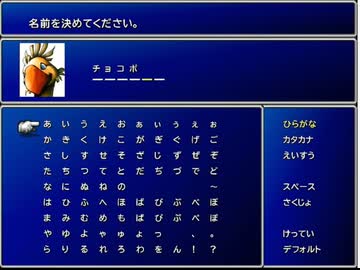 名前を決めてください。
チョコボ
あいうえおぁぃぅぇぉ ひらがな
かきくけこがぎぐげご カタカナ
さしすせそざじずぜぞ えいすう
たちつてとだぢづでど
なにぬねの　　　　～ スペース
はひふへほばびぶべぼ さくじょ
まみむめもぱぴぷぺぽ
やゆよゃゅょっ　、。 けってい
らりるれろわをん！？ デフォルト